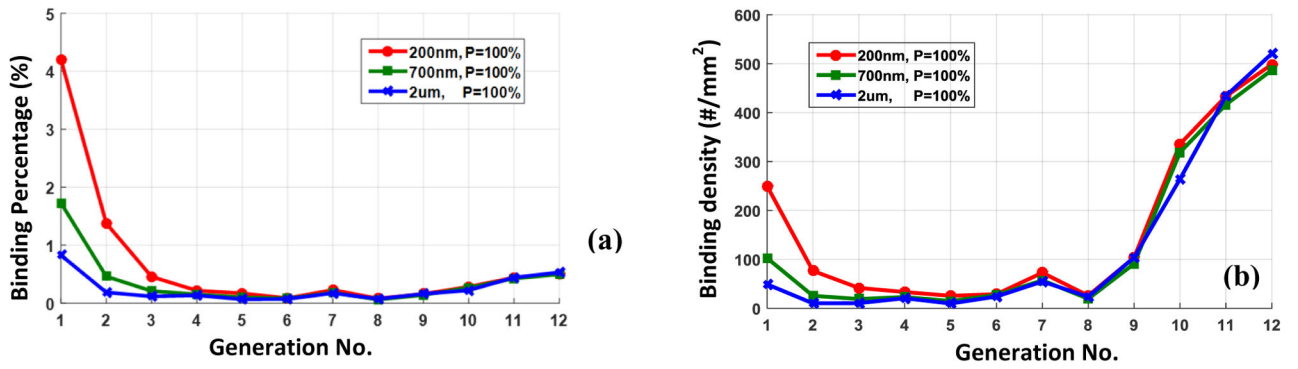 5
4
3
2
1
0
Binding Percentage (%)
200nm, P=100%
700nm, P=100%
2um, P=100%
1 2 3 4 5 6 7 8 9 10 11 12
Generation No.
(a)
600
500
400
300
200
100
0
Binding density (#/mm²)
200nm, P=100%
700nm, P=100%
2um, P=100%
1 2 3 4 5 6 7 8 9 10 11 12
Generation No.
(b)